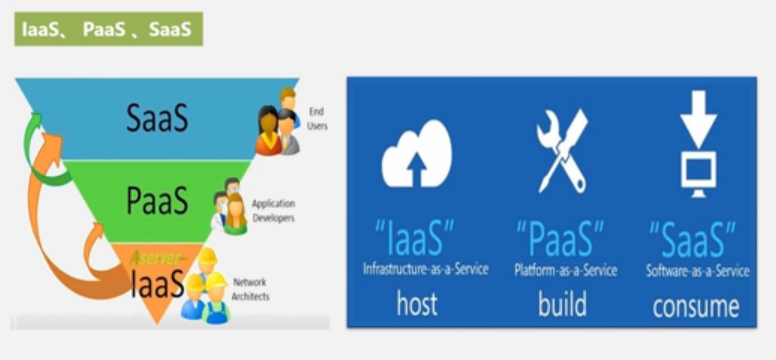 IaaS、 PaaS 、SaaS
SaaS
End
Users
PaaS
Application
Developers
Aserver
IaaS
Network
Architects
“IaaS”
Infrastructure-as-a-Service
host
“PaaS”
Platform-as-a-Service
build
“SaaS”
Software-as-a-Service
consume